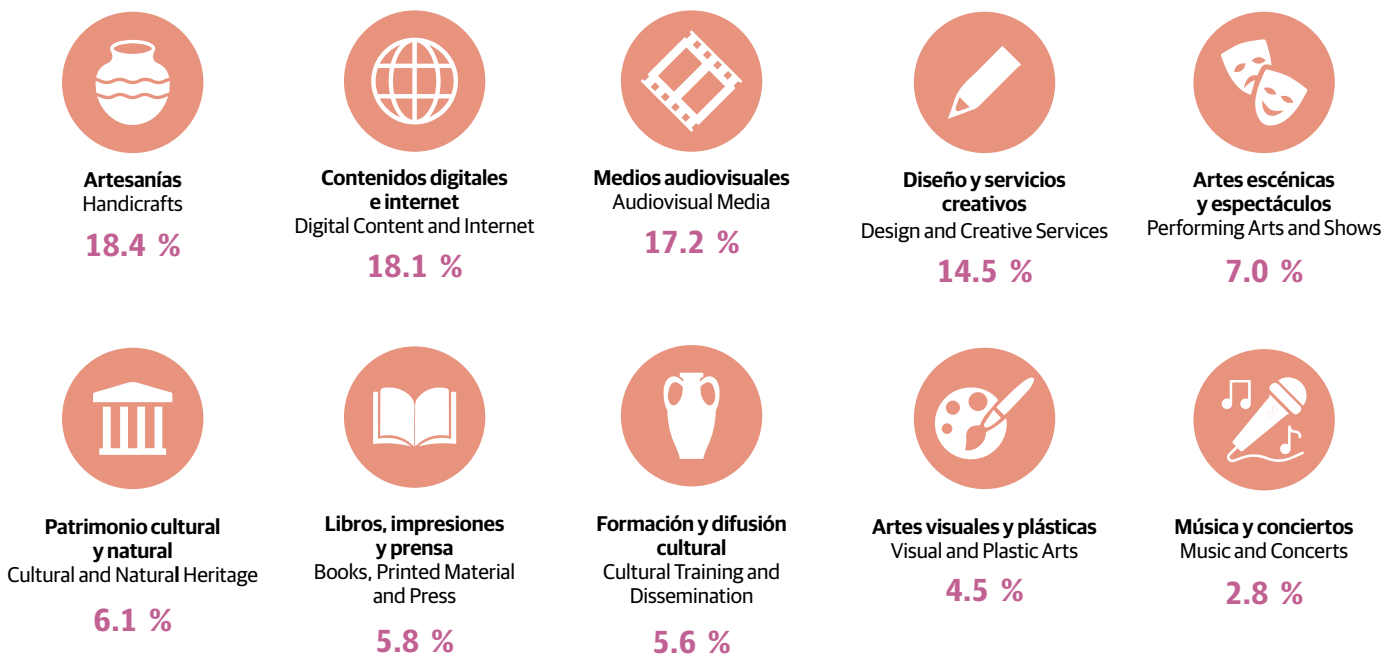 Artesanías
Handicrafts
18.4 %
Contenidos digitales
e internet
Digital Content and Internet
18.1 %
Medios audiovisuales
Audiovisual Media
17.2 %
Diseño y servicios
creativos
Design and Creative Services
14.5 %
Artes escénicas
y espectáculos
Performing Arts and Shows
7.0 %
Patrimonio cultural
y natural
Cultural and Natural Heritage
6.1 %
Libros, impresiones
y prensa
Books, Printed Material
and Press
5.8 %
Formación y difusión
cultural
Cultural Training and
Dissemination
5.6 %
Artes visuales y plásticas
Visual and Plastic Arts
4.5 %
Música y conciertos
Music and Concerts
2.8 %